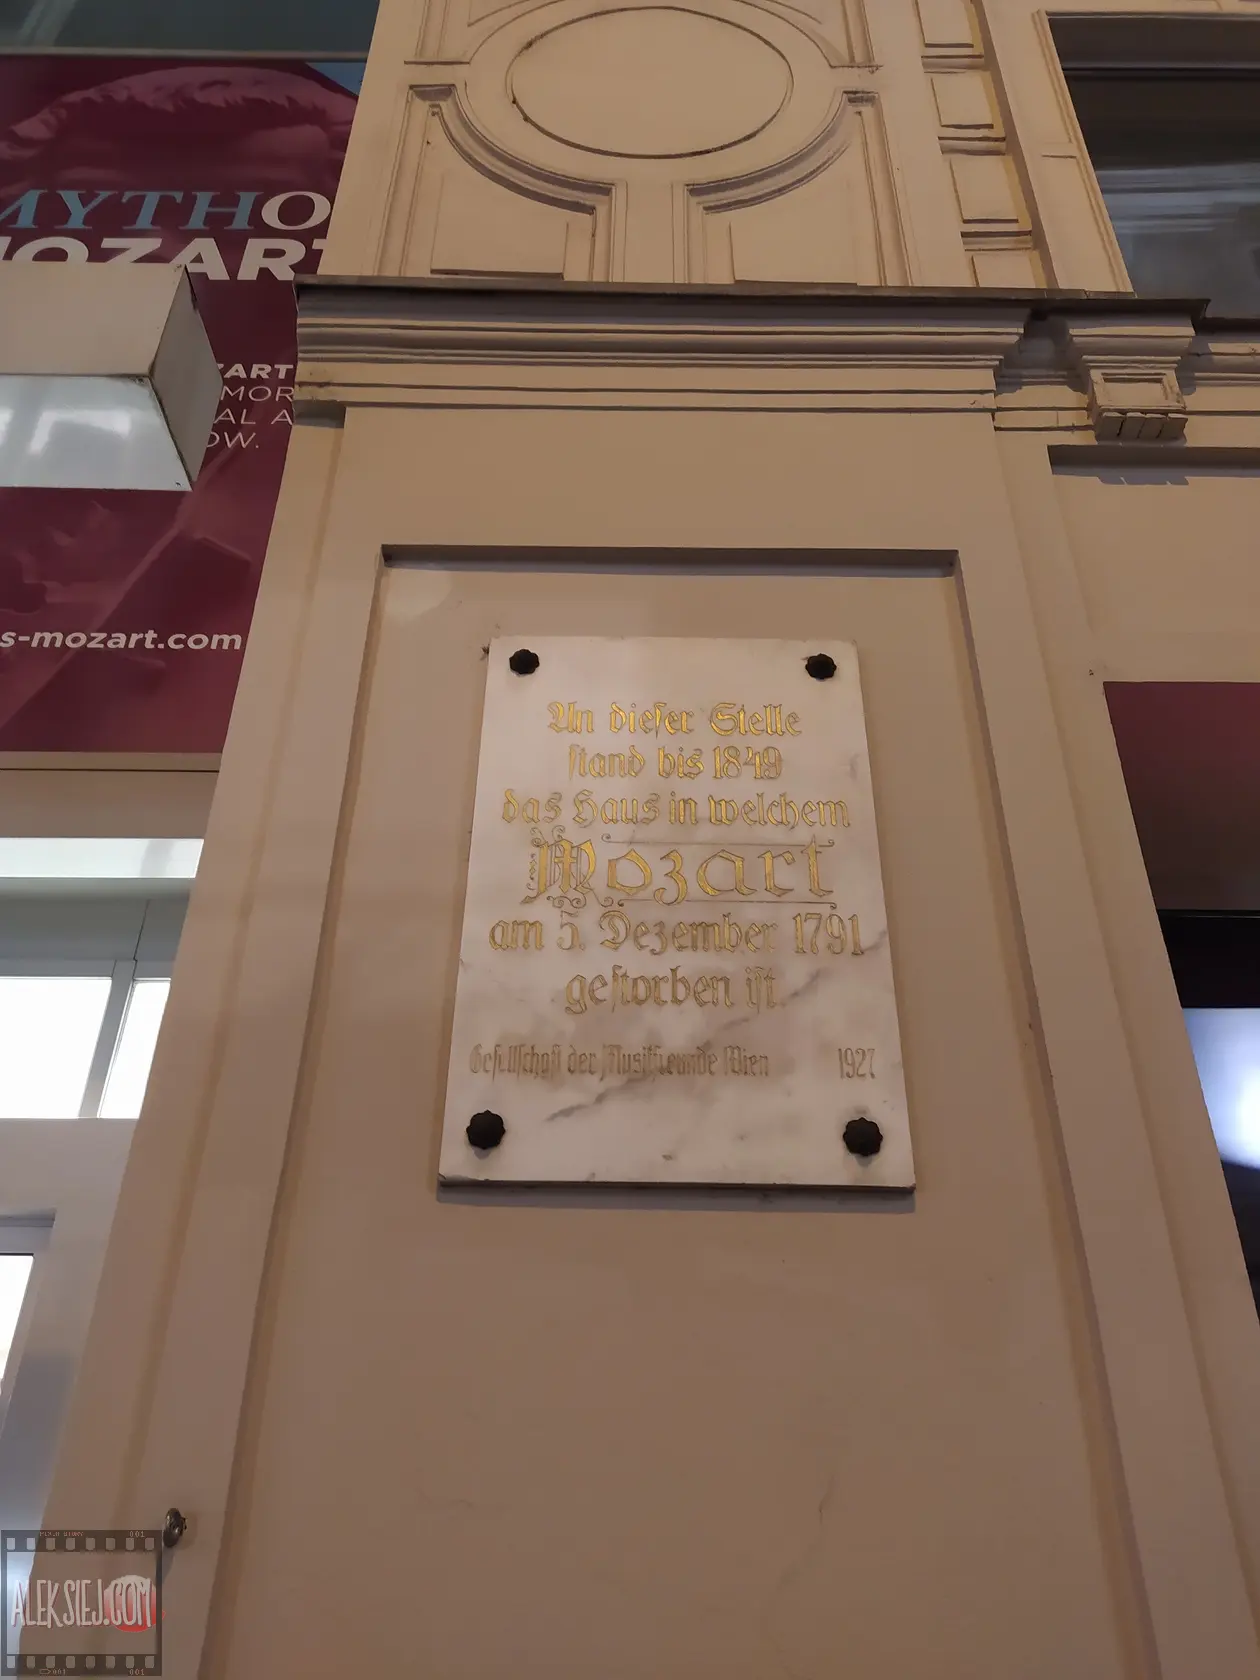 MYTHO
MOZART
ZART
MOR
AL A
OW.
s-mozart.com
An dieser Stelle
stand bis 1849
das Haus in welchem
Mozart
am 5. Dezember 1791
gestorben ist.
Gesellschaft der Musikfreunde Wien 1927
ALEKSIEJ.COM